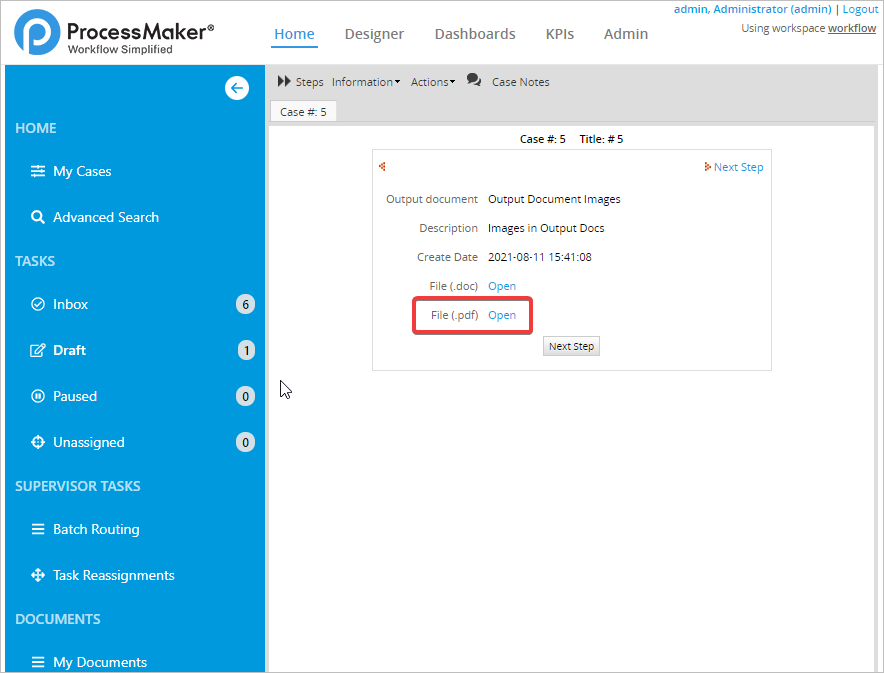 admin, Administrator (admin) | Logout
Using workspace workflow
ProcessMaker®
Workflow Simplified
Home Designer Dashboards KPIs Admin
Steps Information Actions Case Notes
Case #: 5
HOME
My Cases
Advanced Search
TASKS
Inbox 6
Draft 1
Paused 0
Unassigned 0
SUPERVISOR TASKS
Batch Routing
Task Reassignments
DOCUMENTS
My Documents
Case #: 5 Title: # 5
Next Step
Output document Output Document Images
Description Images in Output Docs
Create Date 2021-08-11 15:41:08
File (.doc) Open
File (.pdf) Open
Next Step